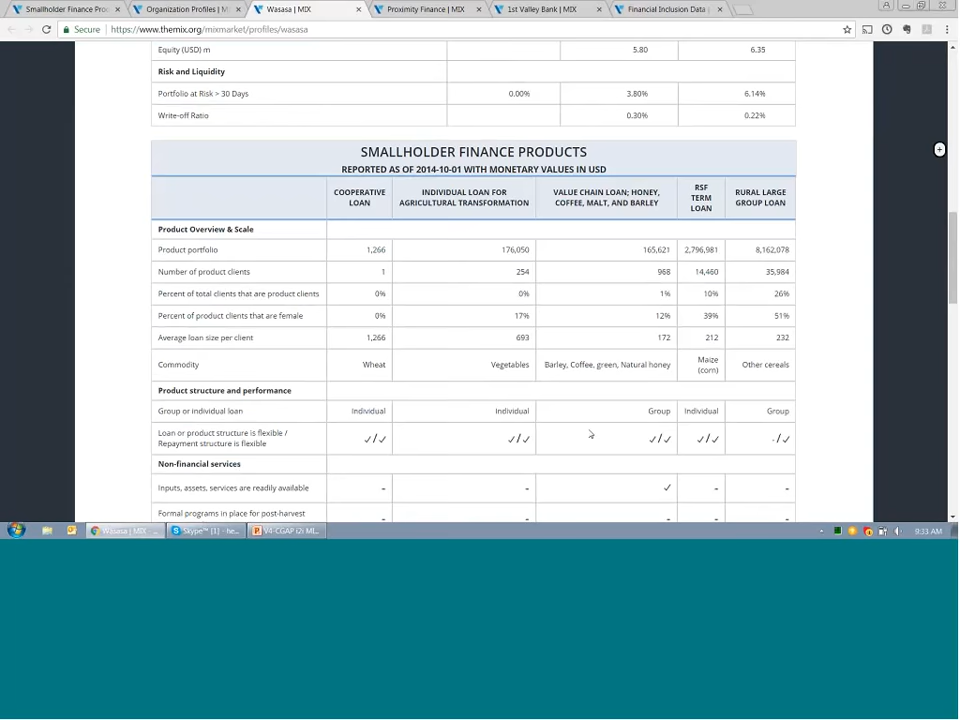 Smallholder Finance Pro
Organization Profiles | M
Wasasa | MIX
Proximity Finance | MIX
1st Valley Bank | MIX
Financial Inclusion Data |
Secure
https://www.themix.org/mixmarket/profiles/wasasa
Equity (USD) m 5.80 6.35
Risk and Liquidity
Portfolio at Risk > 30 Days 0.00% 3.80% 6.14%
Write-off Ratio 0.30% 0.22%
SMALLHOLDER FINANCE PRODUCTS
REPORTED AS OF 2014-10-01 WITH MONETARY VALUES IN USD
COOPERATIVE LOAN
INDIVIDUAL LOAN FOR AGRICULTURAL TRANSFORMATION
VALUE CHAIN LOAN; HONEY, COFFEE, MALT, AND BARLEY
RSF TERM LOAN
RURAL LARGE GROUP LOAN
Product Overview & Scale
Product portfolio 1,266 176,050 165,621 2,796,981 8,162,078
Number of product clients 1 254 968 14,460 35,984
Percent of total clients that are product clients 0% 0% 1% 10% 26%
Percent of product clients that are female 0% 17% 12% 39% 51%
Average loan size per client 1,266 693 172 212 232
Commodity Wheat Vegetables Barley, Coffee, green, Natural honey Maize (corn) Other cereals
Product structure and performance
Group or individual loan Individual Individual Group Individual Group
Loan or product structure is flexible /
Repayment structure is flexible ✓/✓ ✓/✓ ✓/✓ ✓/✓ -/✓
Non-financial services
Inputs, assets, services are readily available - - ✓ - -
Formal programs in place for post-harvest - - - - -
Wasasa | MIX - ...
Skype™ [1] - he...
V4 CGAP i2i ML...
9:33 AM